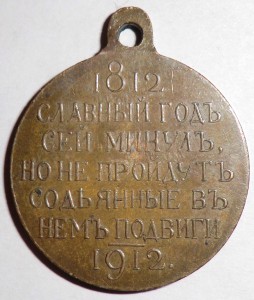 1812.
СЛАВНЫЙ ГОДЪ
СЕЙ МИНУЛЪ,
НО НЕ ПРОЙДУТЪ
СОДѢЯННЫЕ ВЪ
НЕМЪ ПОДВИГИ
1912.